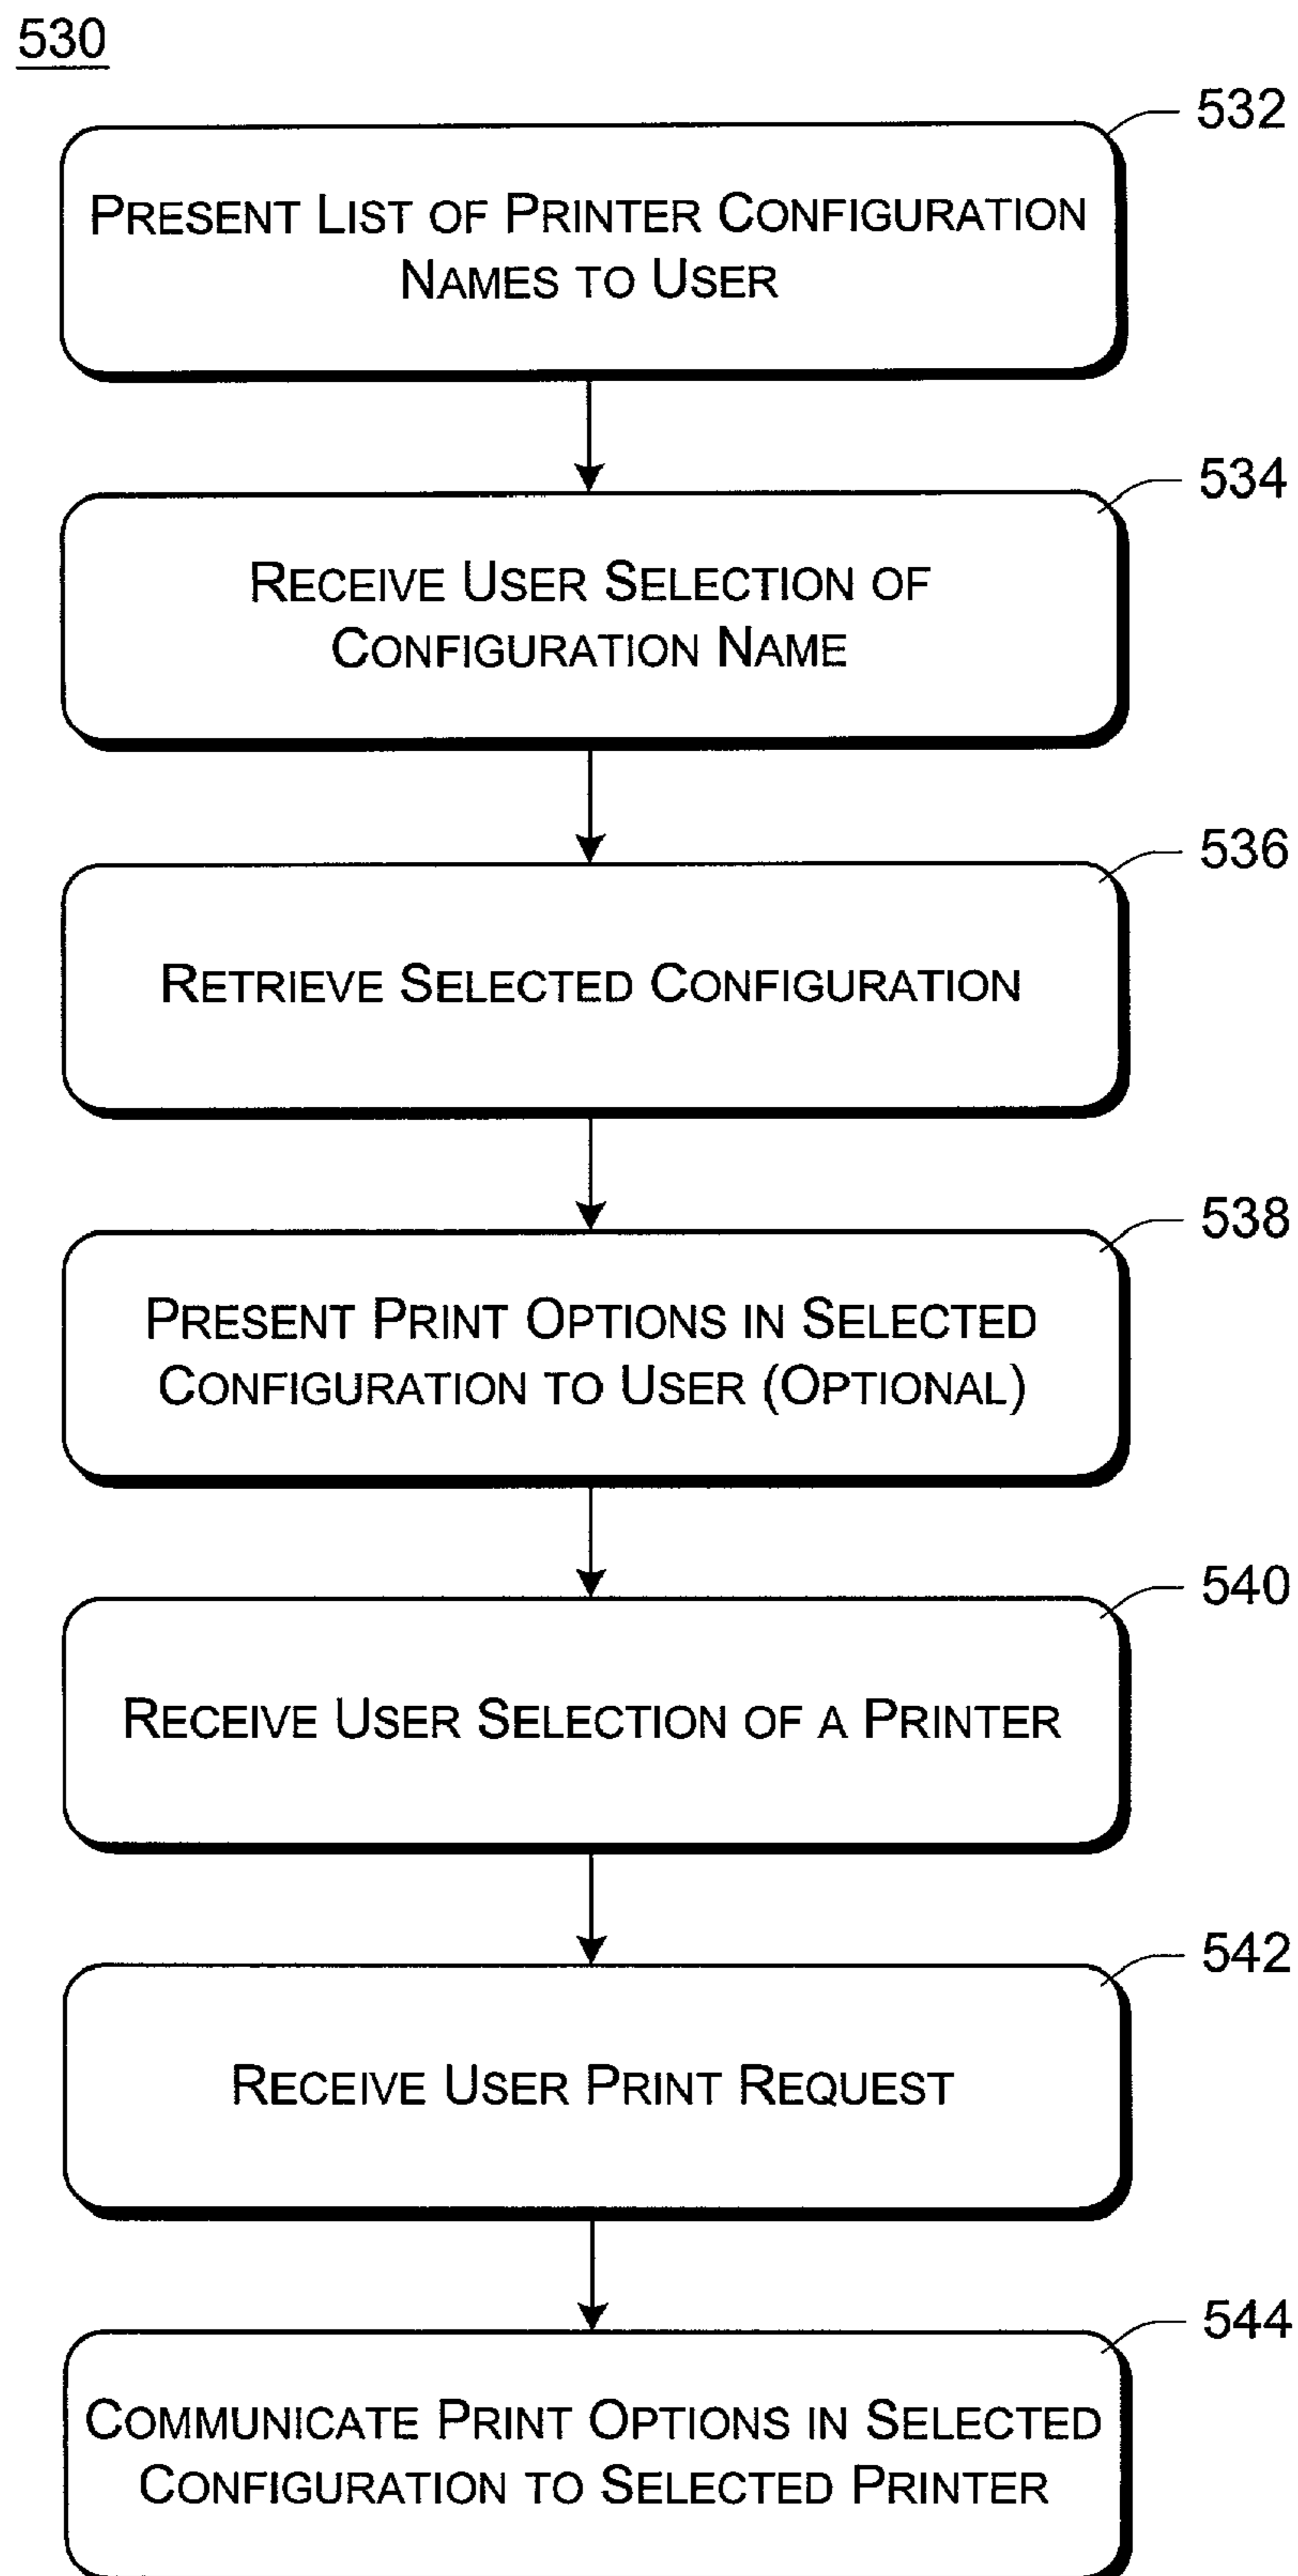 530
532
PRESENT LIST OF PRINTER CONFIGURATION
NAMES TO USER
534
RECEIVE USER SELECTION OF
CONFIGURATION NAME
536
RETRIEVE SELECTED CONFIGURATION
538
PRESENT PRINT OPTIONS IN SELECTED
CONFIGURATION TO USER (OPTIONAL)
540
RECEIVE USER SELECTION OF A PRINTER
542
RECEIVE USER PRINT REQUEST
544
COMMUNICATE PRINT OPTIONS IN SELECTED
CONFIGURATION TO SELECTED PRINTER